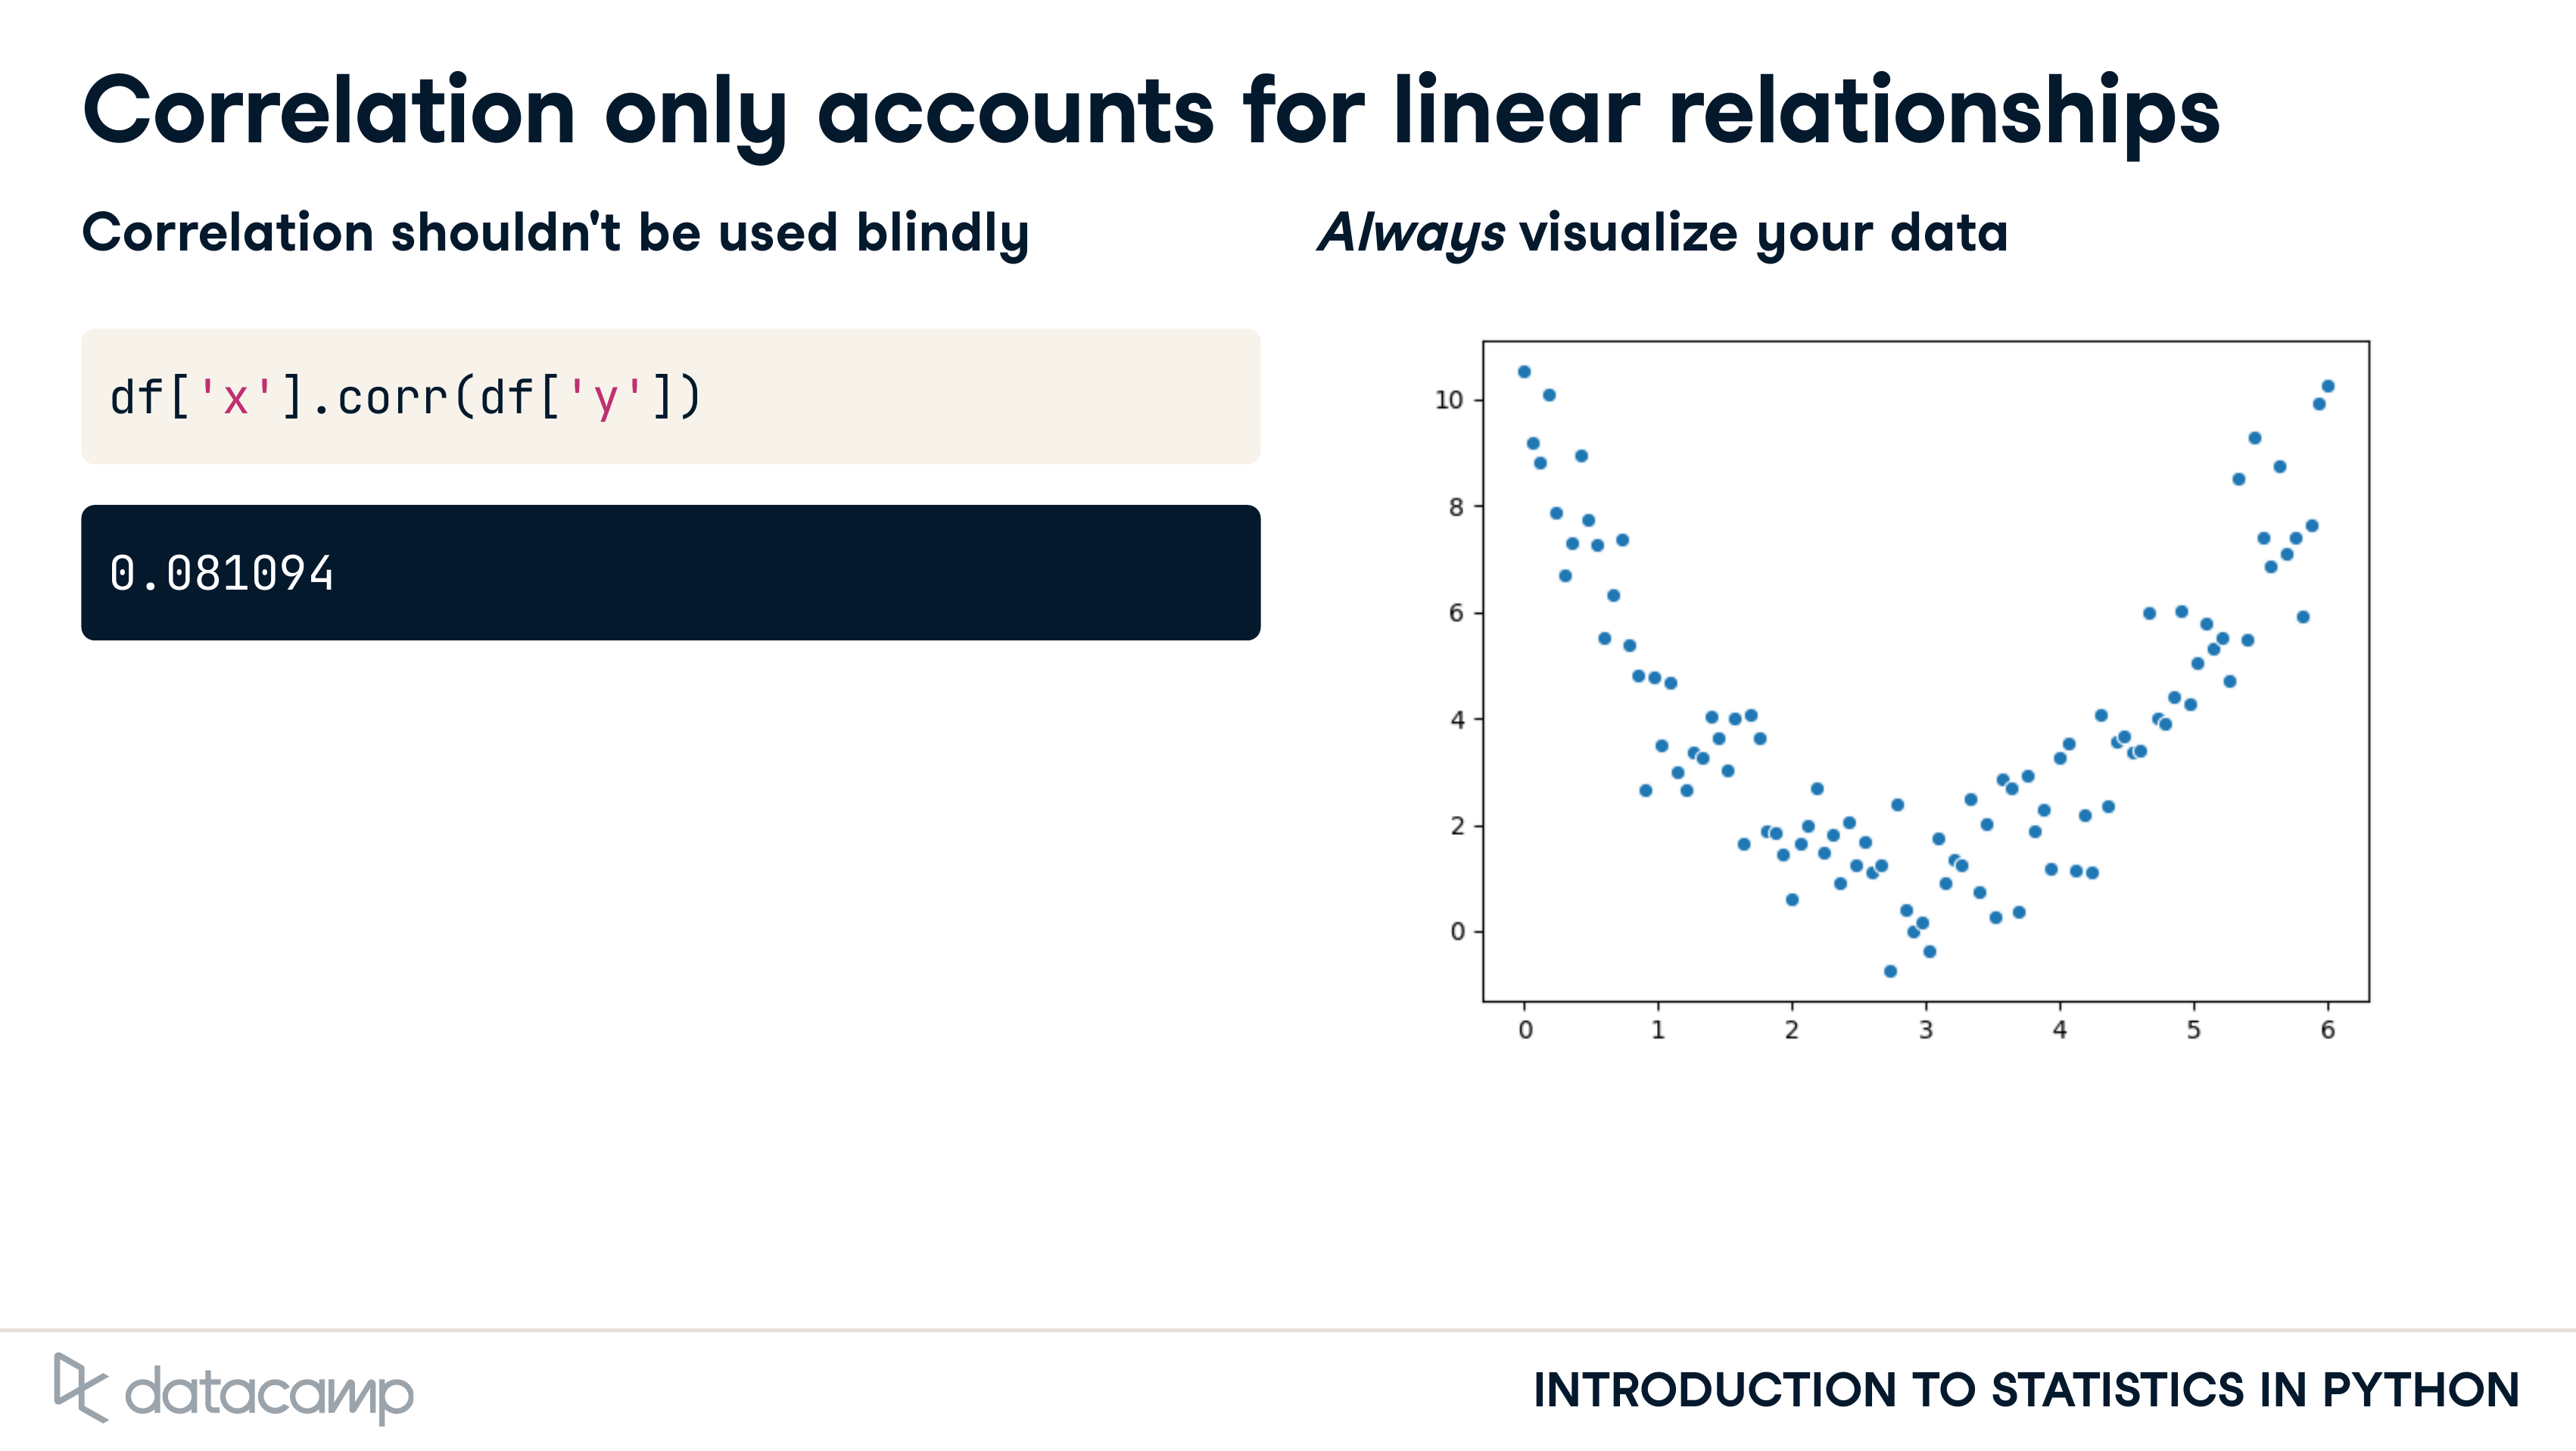 Correlation only accounts for linear relationships
Correlation shouldn't be used blindly
df['x'].corr(df['y'])
0.081094
Always visualize your data
10
8
6
4
2
0
0 1 2 3 4 5 6
datacamp
INTRODUCTION TO STATISTICS IN PYTHON